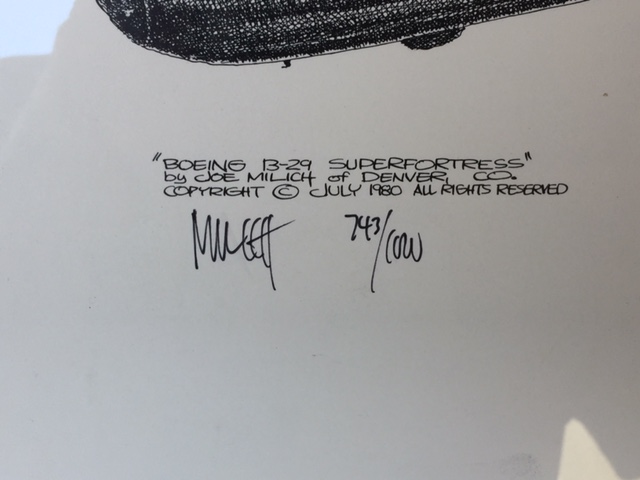 "BOEING B-29 SUPERFORTRESS"
by JOE MILICH of DENVER, CO.
COPYRIGHT © JULY 1980 ALL RIGHTS RESERVED
743/1000